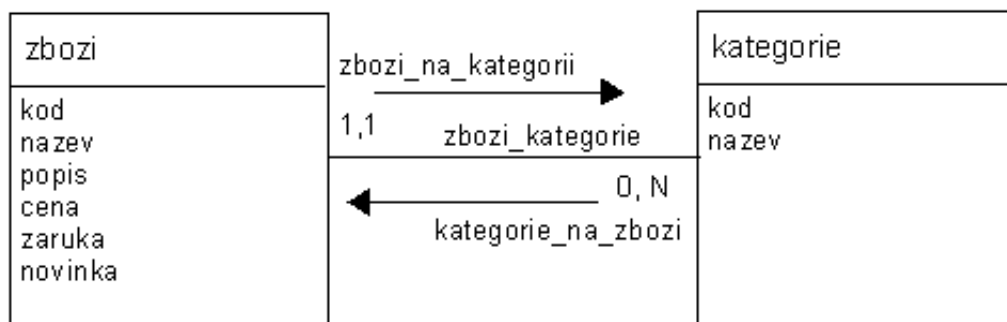 zbozi
kod
nazev
popis
cena
zaruka
novinka
zbozi_na_kategorii
1,1
zbozi_kategorie
0, N
kategorie_na_zbozi
kategorie
kod
nazev